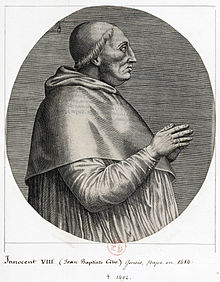 Innocent VIII (Jean Baptiste Cibo) Genois, pape en 1484.
† 1492.